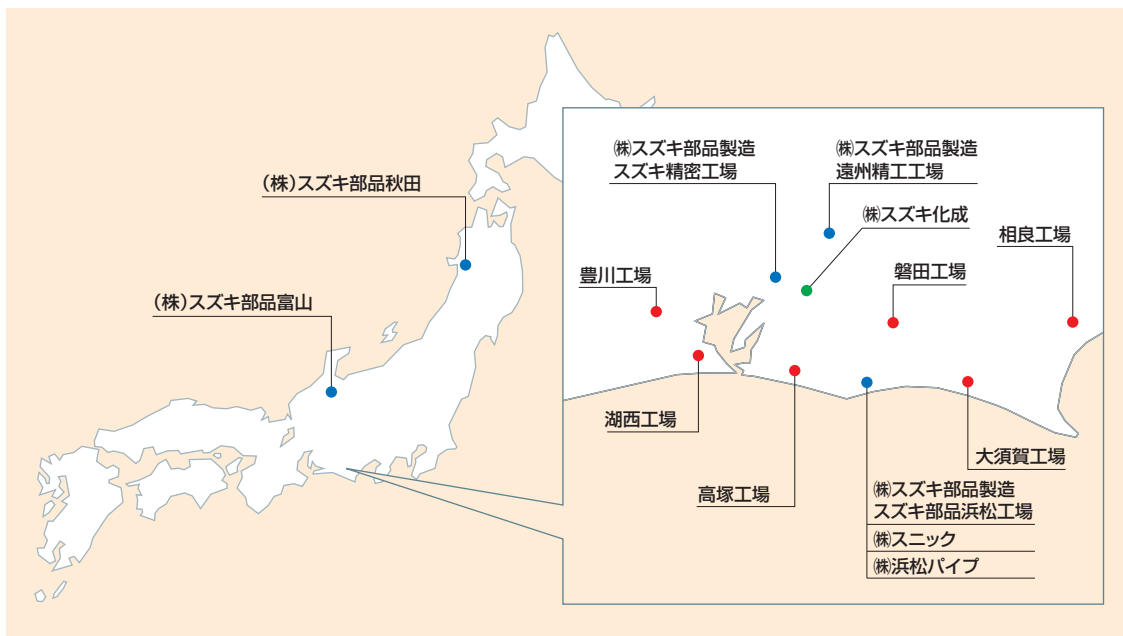 (株)スズキ部品秋田
(株)スズキ部品富山
㈱スズキ部品製造
スズキ精密工場
㈱スズキ部品製造
遠州精工工場
㈱スズキ化成
相良工場
豊川工場
磐田工場
湖西工場
高塚工場
大須賀工場
㈱スズキ部品製造
スズキ部品浜松工場
㈱スニック
㈱浜松パイプ